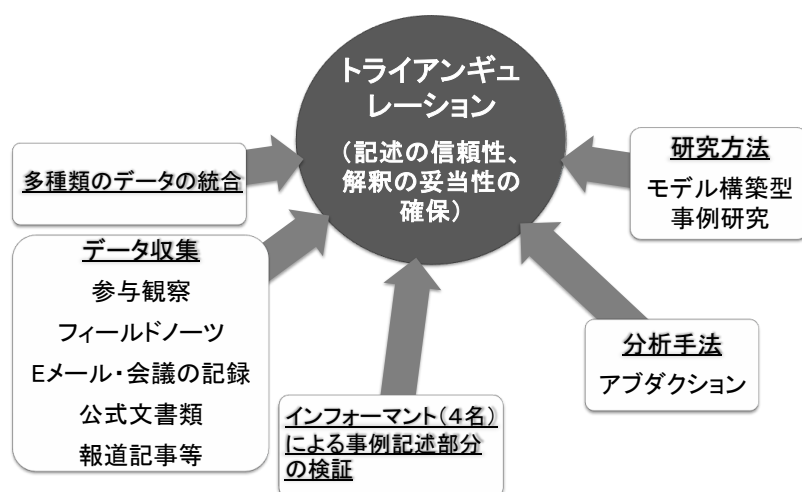 トライアンギュ
レーション
(記述の信頼性、
解釈の妥当性の
確保)
多種類のデータの統合
データ収集
参与観察
フィールドノーツ
Eメール・会議の記録
公式文書類
報道記事等
インフォーマント(4名)
による事例記述部分
の検証
分析手法
アブダクション
研究方法
モデル構築型
事例研究